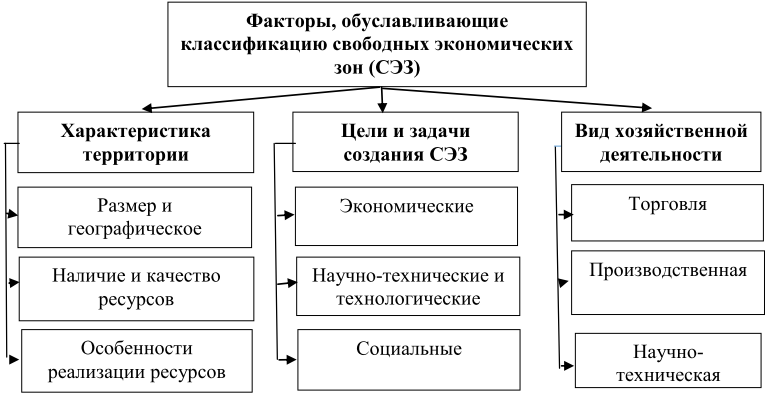 Факторы, обуславливающие
классификацию свободных экономических
зон (СЭЗ)
Характеристика
территории
Размер и
географическое
Наличие и качество
ресурсов
Особенности
реализации ресурсов
Цели и задачи
создания СЭЗ
Экономические
Научно-технические и
технологические
Социальные
Вид хозяйственной
деятельности
Торговля
Производственная
Научно-
техническая